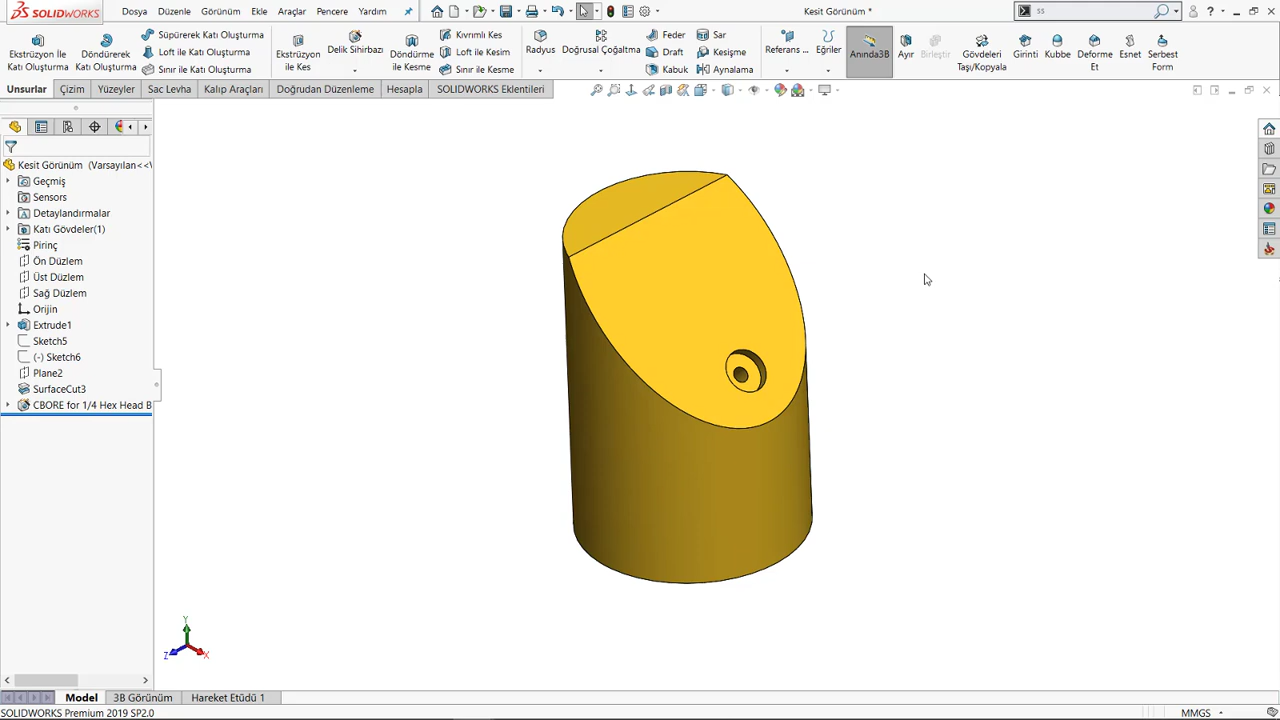 SOLIDWORKS
Dosya Düzenle Görünüm Ekle Araçlar Pencere Yardım
Kesit Görünüm *
ss
Ekstrüzyon İle Katı Oluşturma
Döndürerek Katı Oluşturma
Süpürerek Katı Oluşturma
Loft ile Katı Oluşturma
Sınır ile Katı Oluşturma
Ekstrüzyon ile Kes
Delik Sihirbazı
Döndürme ile Kesme
Kıvrımlı Kes
Loft ile Kesim
Sınır ile Kesme
Radyus
Doğrusal Çoğaltma
Feder
Draft
Kabuk
Sar
Kesişme
Aynalama
Referans...
Eğriler
Anında3B
Ayır
Birleştir
Gövdeleri Taşı/Kopyala
Girinti
Kubbe
Deforme Et
Esnet
Serbest Form
Unsurlar Çizim Yüzeyler Sac Levha Kalıp Araçları Doğrudan Düzenleme Hesapla SOLIDWORKS Eklentileri
Kesit Görünüm (Varsayılan<<V
Geçmiş
Sensors
Detaylandırmalar
Katı Gövdeler(1)
Pirinç
Ön Düzlem
Üst Düzlem
Sağ Düzlem
Orijin
Extrude1
Sketch5
(-) Sketch6
Plane2
SurfaceCut3
CBORE for 1/4 Hex Head B
Y
Z
X
Model 3B Görünüm Hareket Etüdü 1
SOLIDWORKS Premium 2019 SP2.0
MMGS